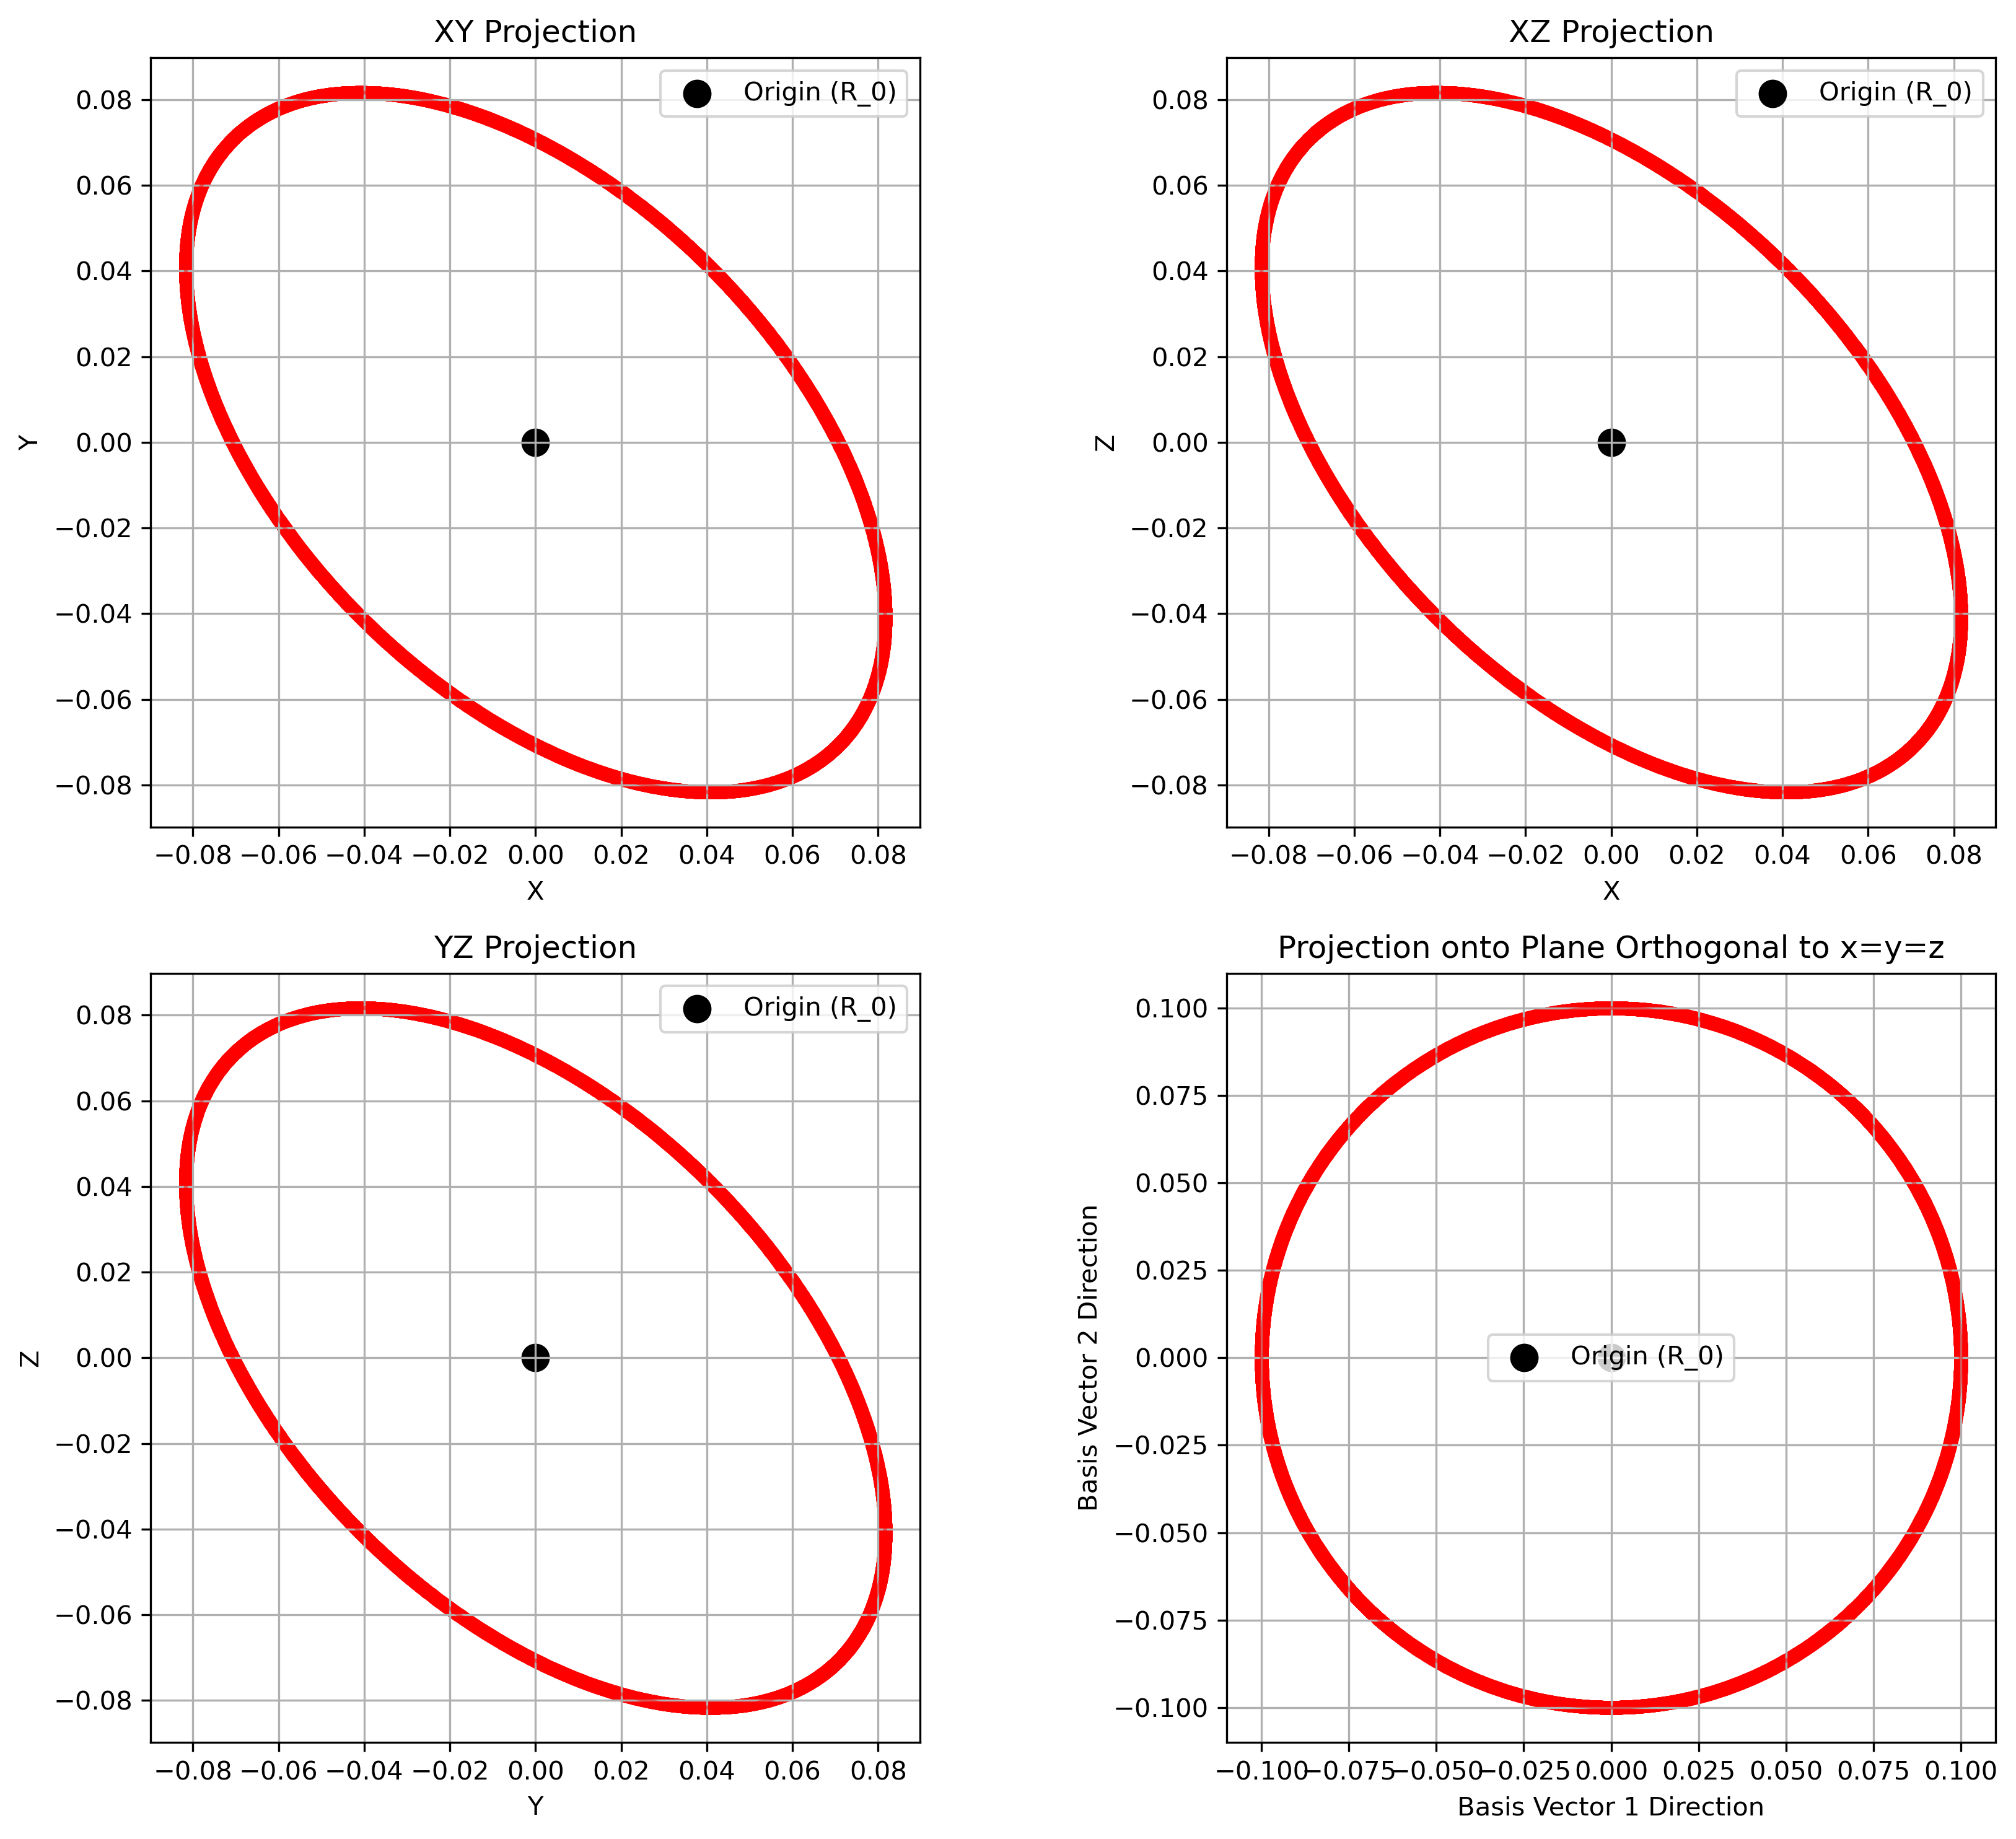 XY Projection
Origin (R_0)
0.08
0.06
0.04
0.02
0.00
−0.02
−0.04
−0.06
−0.08
Y
−0.08 −0.06 −0.04 −0.02 0.00 0.02 0.04 0.06 0.08
X
XZ Projection
Origin (R_0)
0.08
0.06
0.04
0.02
0.00
−0.02
−0.04
−0.06
−0.08
Z
−0.08 −0.06 −0.04 −0.02 0.00 0.02 0.04 0.06 0.08
X
YZ Projection
Origin (R_0)
0.08
0.06
0.04
0.02
0.00
−0.02
−0.04
−0.06
−0.08
Z
−0.08 −0.06 −0.04 −0.02 0.00 0.02 0.04 0.06 0.08
Y
Projection onto Plane Orthogonal to x=y=z
0.100
0.075
0.050
0.025
0.000
−0.025
−0.050
−0.075
−0.100
Basis Vector 2 Direction
Origin (R_0)
−0.100 −0.075 −0.050 −0.025 0.000 0.025 0.050 0.075 0.100
Basis Vector 1 Direction